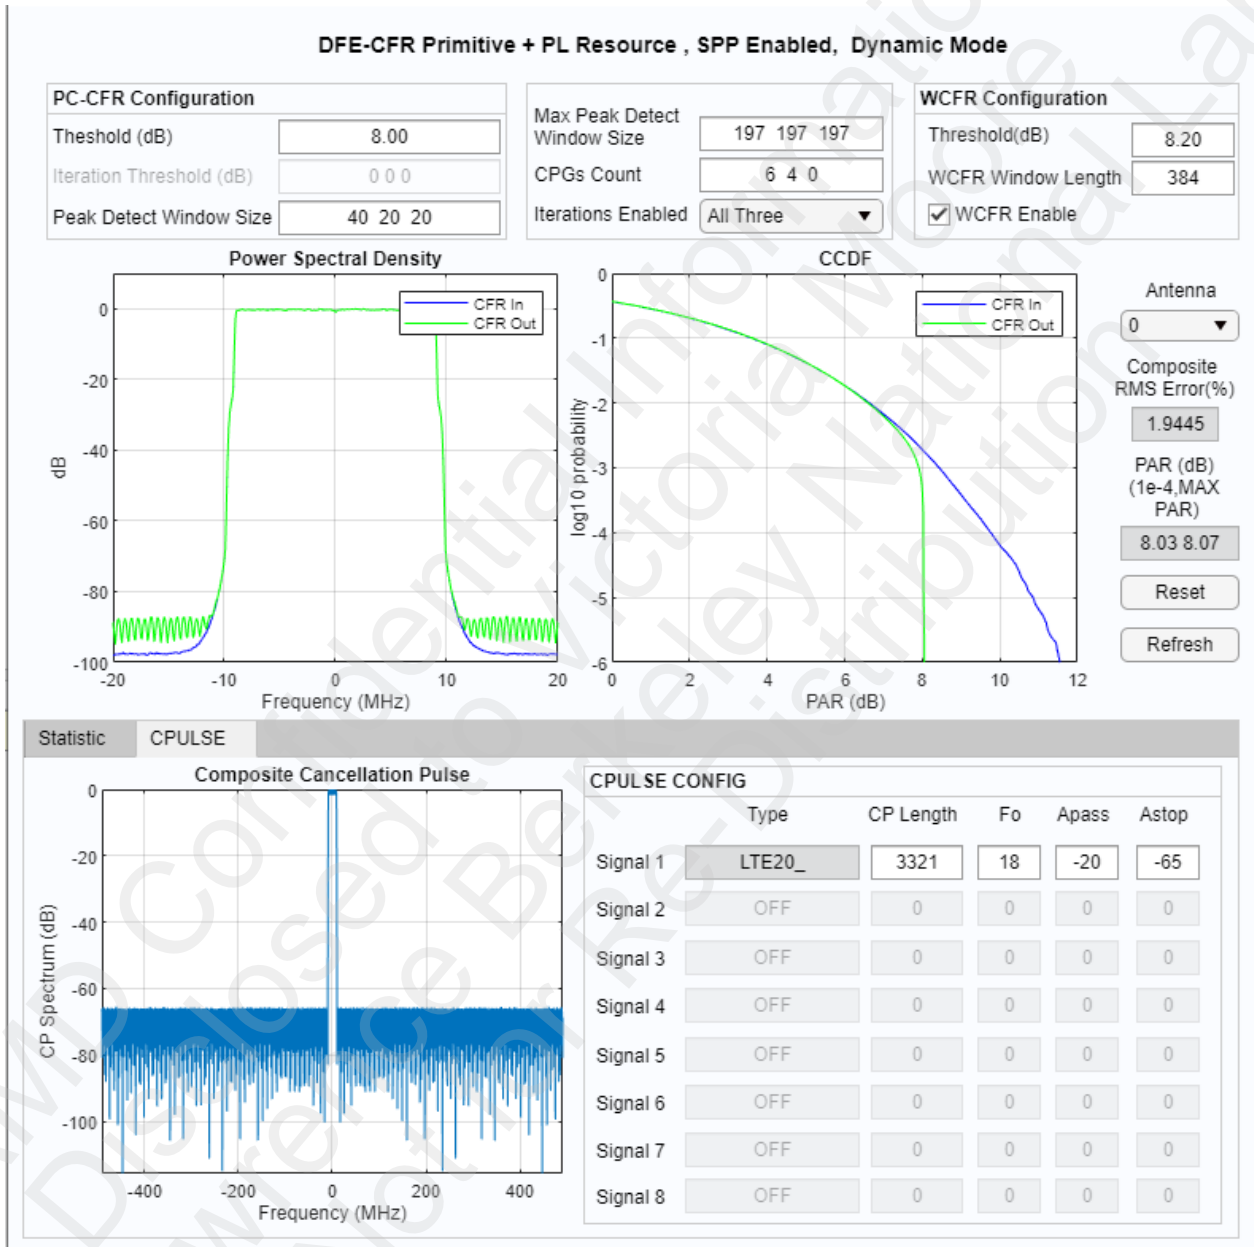 DFE-CFR Primitive + PL Resource , SPP Enabled, Dynamic Mode
PC-CFR Configuration
Theshold (dB) 8.00
Iteration Threshold (dB) 0 0 0
Peak Detect Window Size 40 20 20
Max Peak Detect
Window Size 197 197 197
CPGs Count 6 4 0
Iterations Enabled All Three
WCFR Configuration
Threshold(dB) 8.20
WCFR Window Length 384
WCFR Enable
Power Spectral Density
CFR In
CFR Out
0
-20
-40
-60
-80
-100
dB
-20 -10 0 10 20
Frequency (MHz)
CCDF
CFR In
CFR Out
0
-1
-2
-3
-4
-5
-6
log10 probability
0 2 4 6 8 10 12
PAR (dB)
Antenna
0
Composite
RMS Error(%)
1.9445
PAR (dB)
(1e-4,MAX
PAR)
8.03 8.07
Reset
Refresh
Statistic CPULSE
Composite Cancellation Pulse
0
-20
-40
-60
-80
-100
CP Spectrum (dB)
-400 -200 0 200 400
Frequency (MHz)
CPULSE CONFIG
Type CP Length Fo Apass Astop
Signal 1 LTE20_ 3321 18 -20 -65
Signal 2 OFF 0 0 0 0
Signal 3 OFF 0 0 0 0
Signal 4 OFF 0 0 0 0
Signal 5 OFF 0 0 0 0
Signal 6 OFF 0 0 0 0
Signal 7 OFF 0 0 0 0
Signal 8 OFF 0 0 0 0